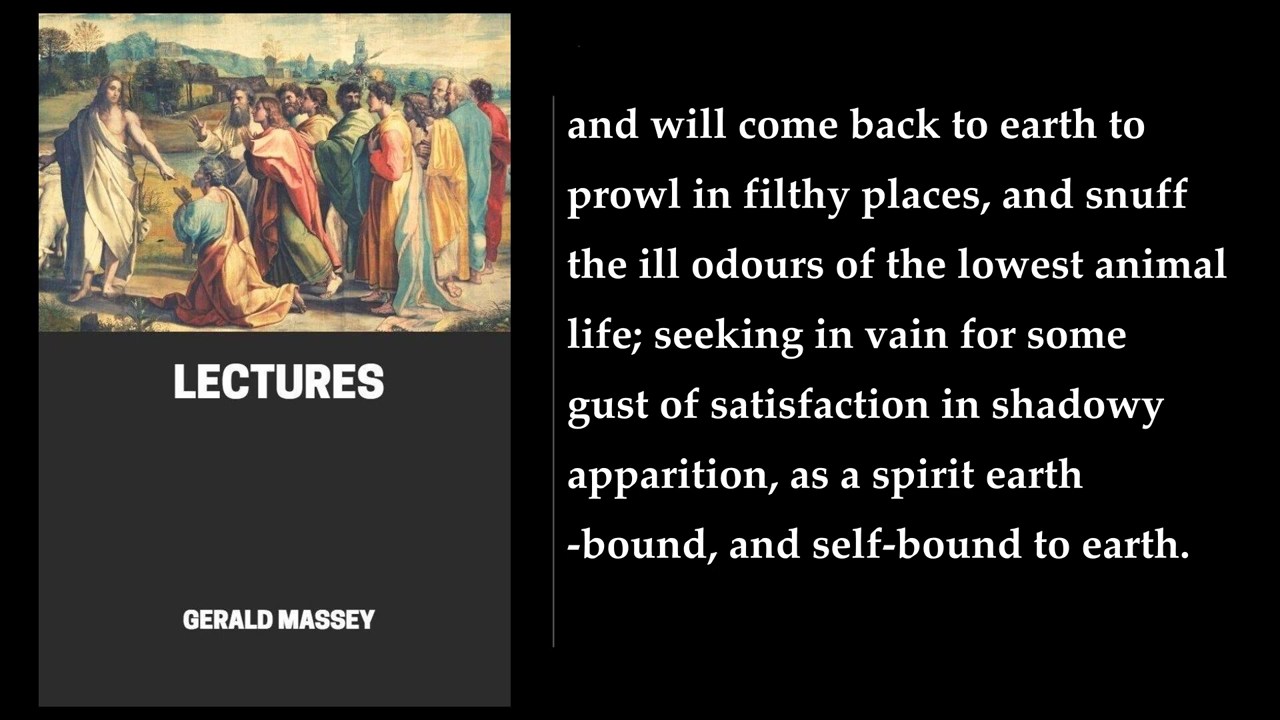 LECTURES
GERALD MASSEY
and will come back to earth to
prowl in filthy places, and snuff
the ill odours of the lowest animal
life; seeking in vain for some
gust of satisfaction in shadowy
apparition, as a spirit earth
-bound, and self-bound to earth.